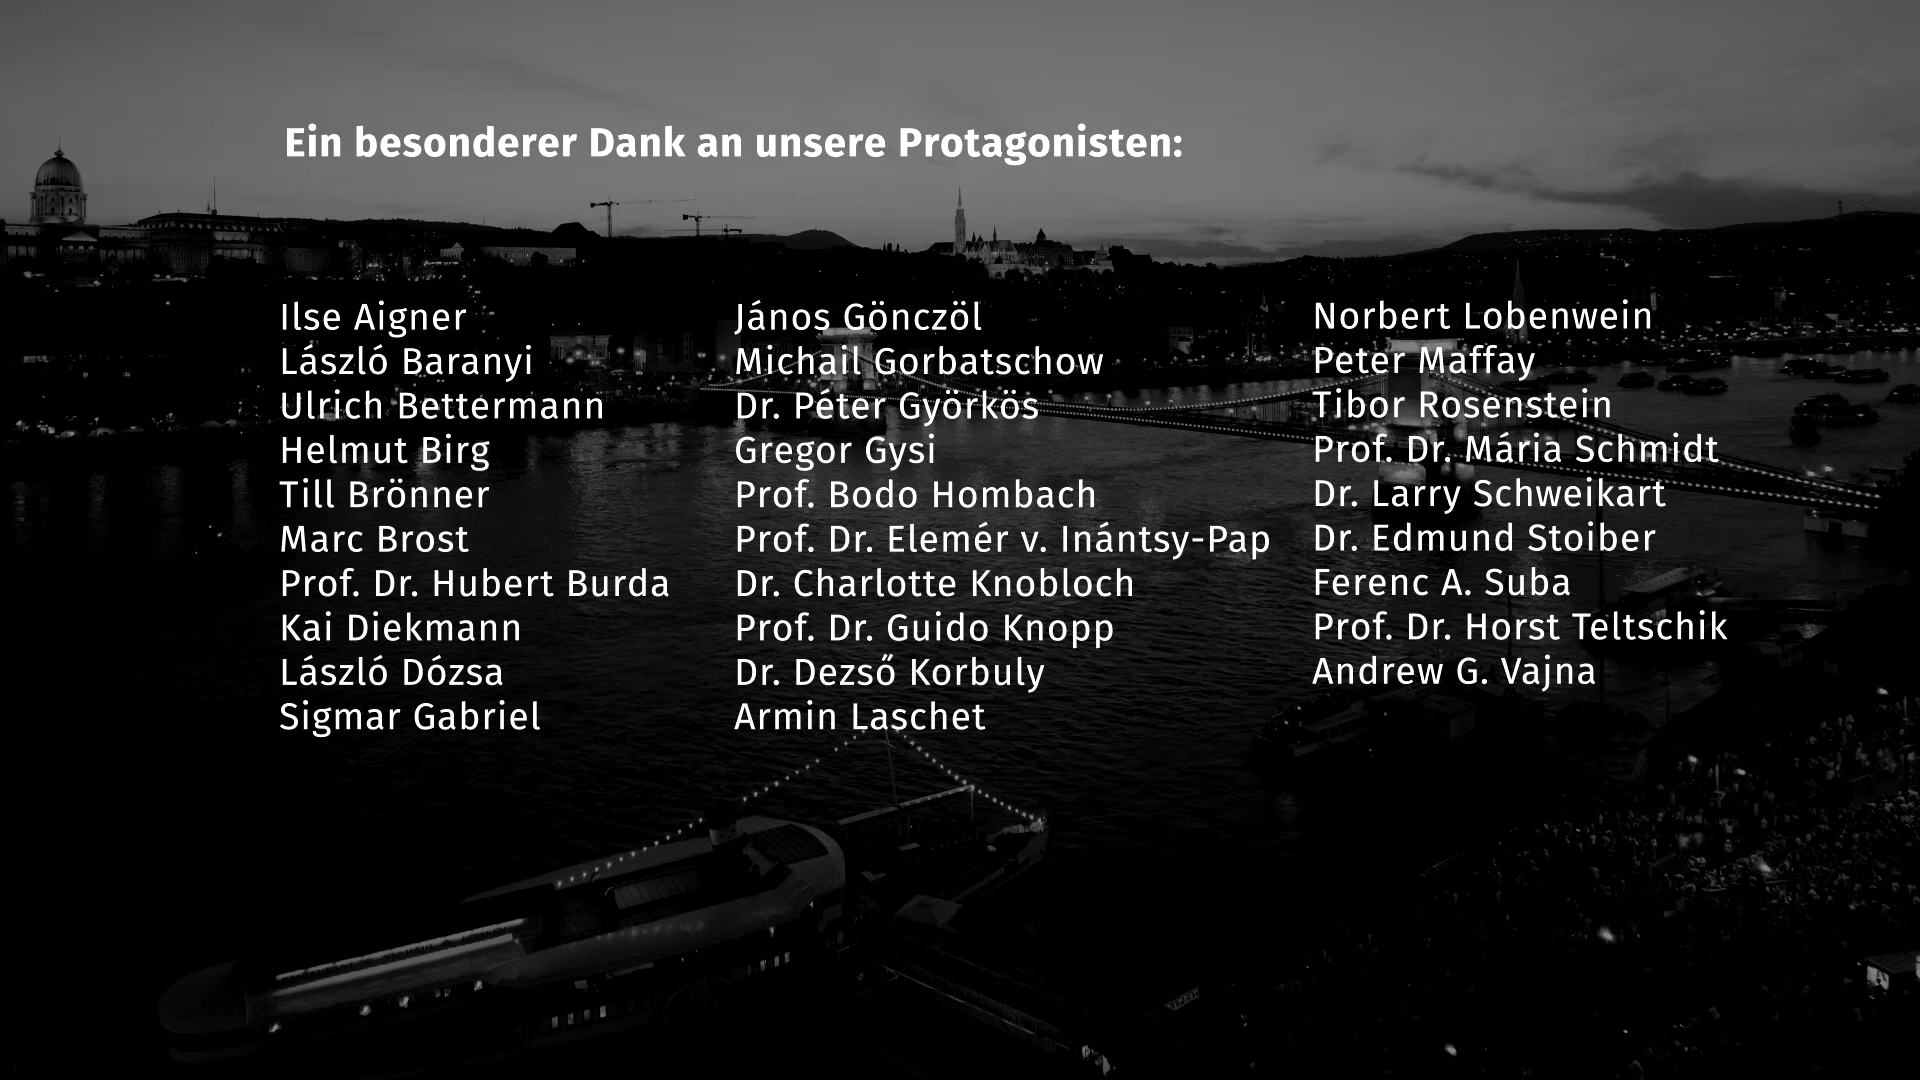 Ein besonderer Dank an unsere Protagonisten:
Ilse Aigner
László Baranyi
Ulrich Bettermann
Helmut Birg
Till Brönner
Marc Brost
Prof. Dr. Hubert Burda
Kai Diekmann
László Dózsa
Sigmar Gabriel
János Gönczöl
Michail Gorbatschow
Dr. Péter Györkös
Gregor Gysi
Prof. Bodo Hombach
Prof. Dr. Elemér v. Inántsy-Pap
Dr. Charlotte Knobloch
Prof. Dr. Guido Knopp
Dr. Dezső Korbuly
Armin Laschet
Norbert Lobenwein
Peter Maffay
Tibor Rosenstein
Prof. Dr. Mária Schmidt
Dr. Larry Schweikart
Dr. Edmund Stoiber
Ferenc A. Suba
Prof. Dr. Horst Teltschik
Andrew G. Vajna